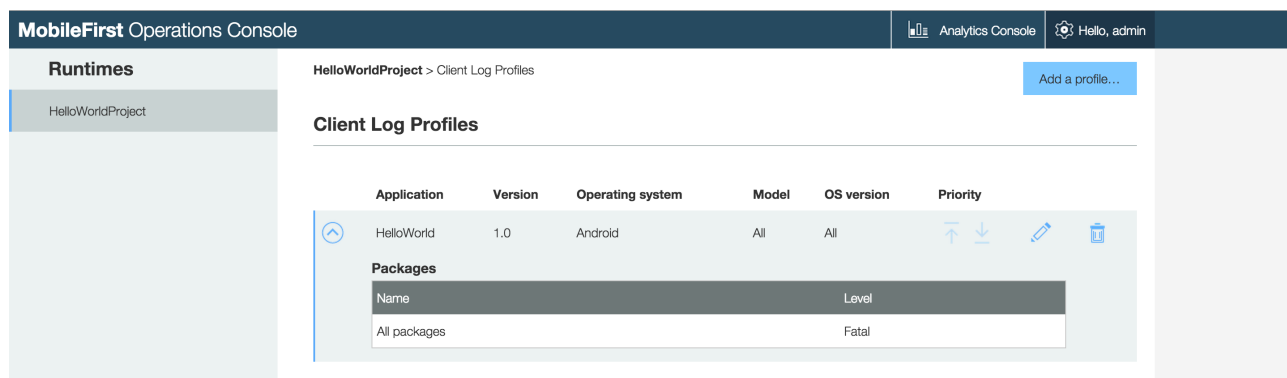 MobileFirst Operations Console
Analytics Console
Hello, admin
Runtimes
HelloWorldProject
HelloWorldProject > Client Log Profiles
Add a profile...
Client Log Profiles
Application Version Operating system Model OS version Priority
HelloWorld 1.0 Android All All
Packages
Name Level
All packages Fatal